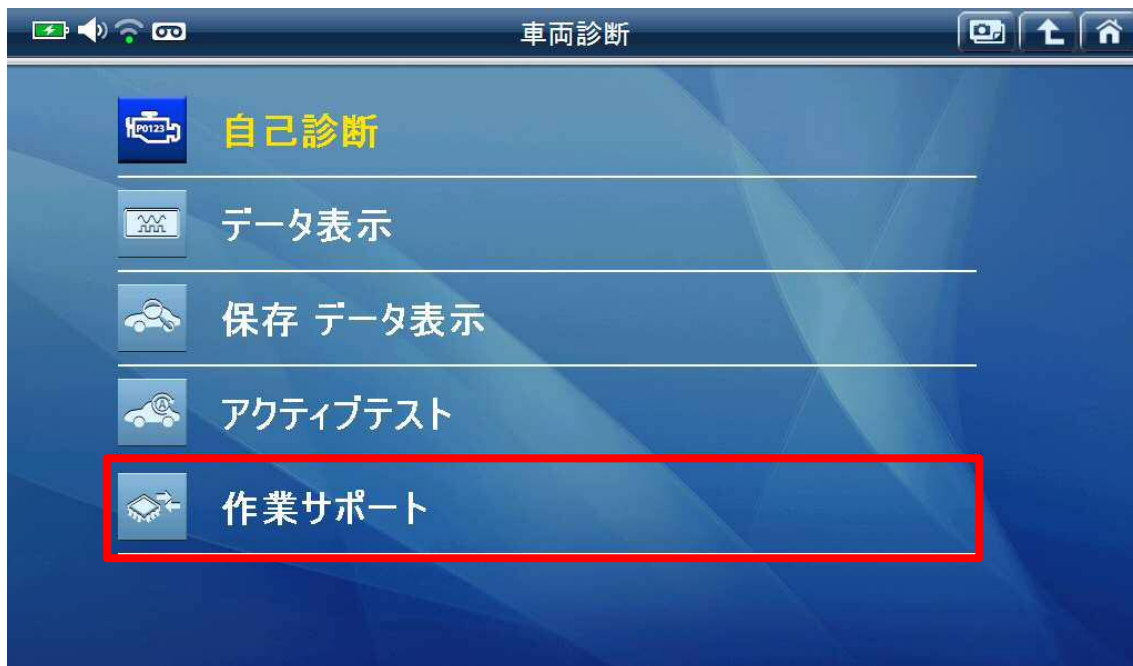 車両診断
P0123
自己診断
データ表示
保存 データ表示
アクティブテスト
作業サポート